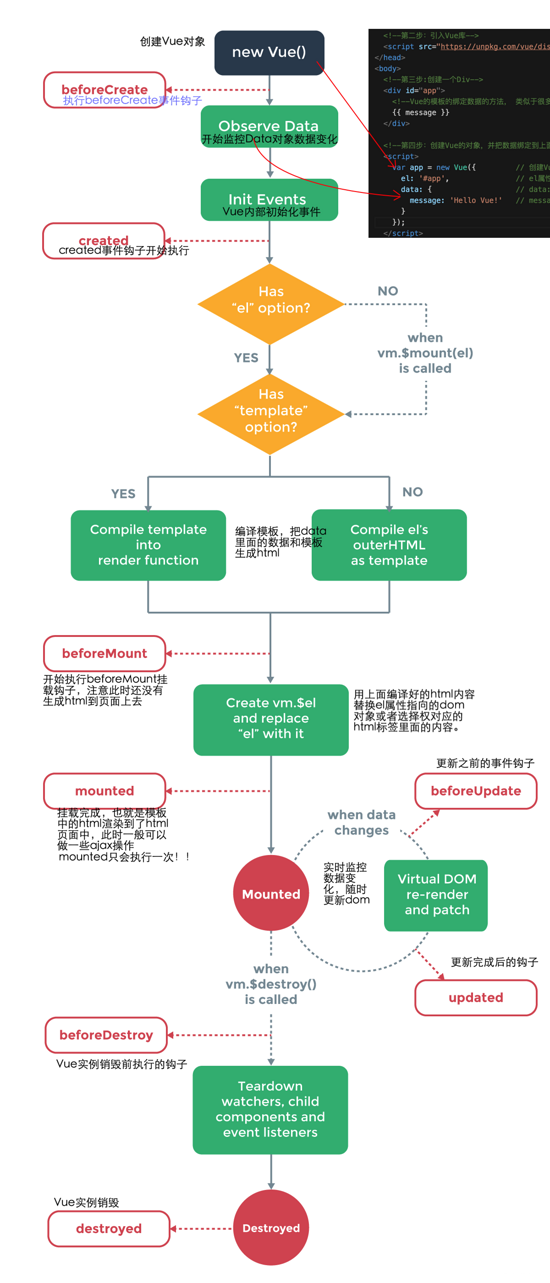 创建Vue对象
new Vue()
beforeCreate
执行beforeCreate事件钩子
Observe Data
开始监控Data对象数据变化
Init Events
Vue内部初始化事件
created
created事件钩子开始执行
<!--第二步：引入Vue库-->
<script src="https://unpkg.com/vue/dis
</head>
<body>
<!--第三步:创建一个Div-->
<div id="app">
<!--Vue的模板的绑定数据的方法， 类似于很多
{{ message }}
</div>
<!--第四步：创建Vue的对象，并把数据绑定到上面
<script>
var app = new Vue({ // 创建V
el: '#app', // el属
data: { // data:
message: 'Hello Vue!' // messa
}
});
</script>
Has
“el” option?
NO
when
vm.$mount(el)
is called
YES
Has
“template”
option?
YES
NO
Compile template
into
render function
编译模板，把data
里面的数据和模板
生成html
Compile el's
outerHTML
as template
beforeMount
开始执行beforeMount挂
载钩子，注意此时还没有
生成html到页面上去
Create vm.$el
and replace
“el” with it
用上面编译好的html内容
替换el属性指向的dom
对象或者选择权对应的
html标签里面的内容。
mounted
挂载完成，也就是模板
中的html渲染到了html
页面中，此时一般可以
做一些ajax操作
mounted只会执行一次！！
更新之前的事件钩子
beforeUpdate
when data
changes
Mounted
实时监控
数据变
化，随时
更新dom
Virtual DOM
re-render
and patch
更新完成后的钩子
updated
when
vm.$destroy()
is called
beforeDestroy
Vue实例销毁前执行的钩子
Teardown
watchers, child
components and
event listeners
Vue实例销毁
destroyed
Destroyed